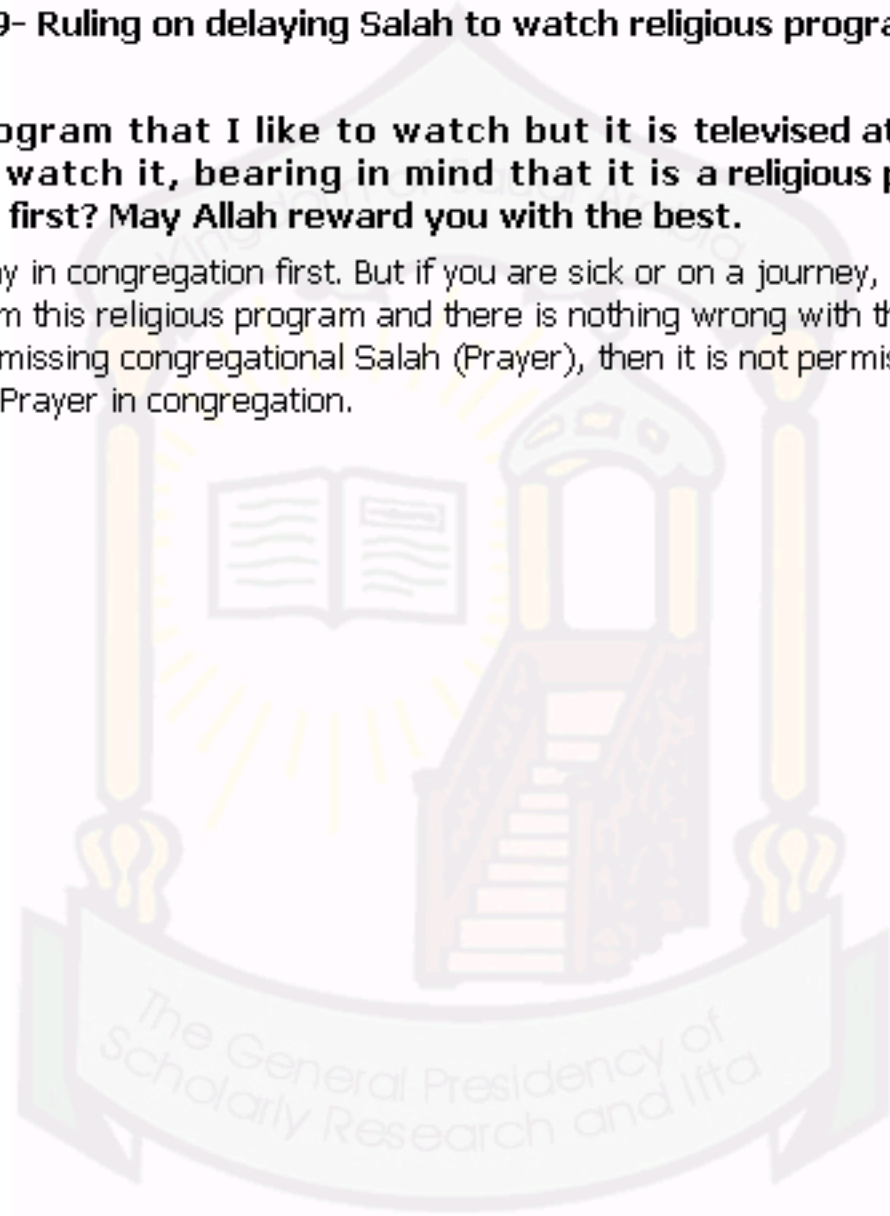 9- Ruling on delaying Salah to watch religious progra
ogram that I like to watch but it is televised at
watch it, bearing in mind that it is a religious p
first? May Allah reward you with the best.
y in congregation first. But if you are sick or on a journey,
m this religious program and there is nothing wrong with th
missing congregational Salah (Prayer), then it is not permis
Prayer in congregation.
Kingdom of Saudi Arabia
The General Presidency of
Scholarly Research and Ifta